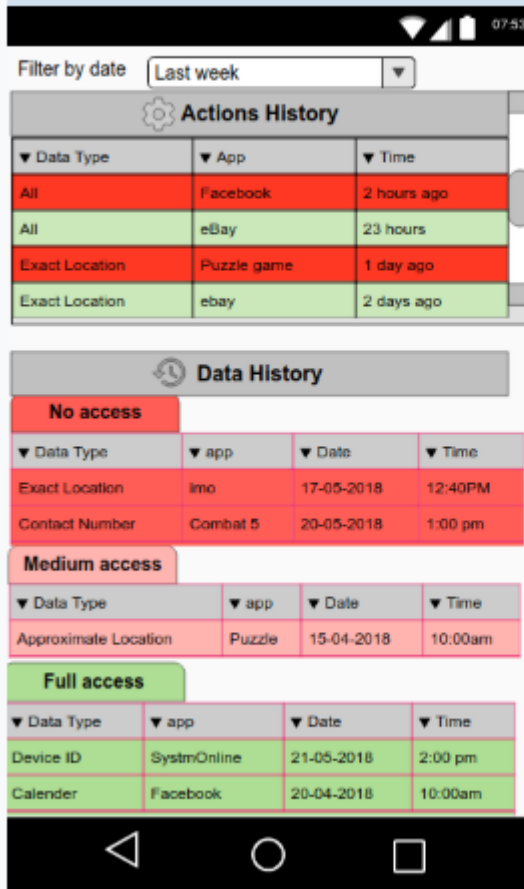 07:53
Filter by date Last week
Actions History
Data Type App Time
All Facebook 2 hours ago
All eBay 23 hours
Exact Location Puzzle game 1 day ago
Exact Location ebay 2 days ago
Data History
No access
Data Type app Date Time
Exact Location imo 17-05-2018 12:40PM
Contact Number Combat 5 20-05-2018 1:00 pm
Medium access
Data Type app Date Time
Approximate Location Puzzle 15-04-2018 10:00am
Full access
Data Type app Date Time
Device ID SystmOnline 21-05-2018 2:00 pm
Calender Facebook 20-04-2018 10:00am